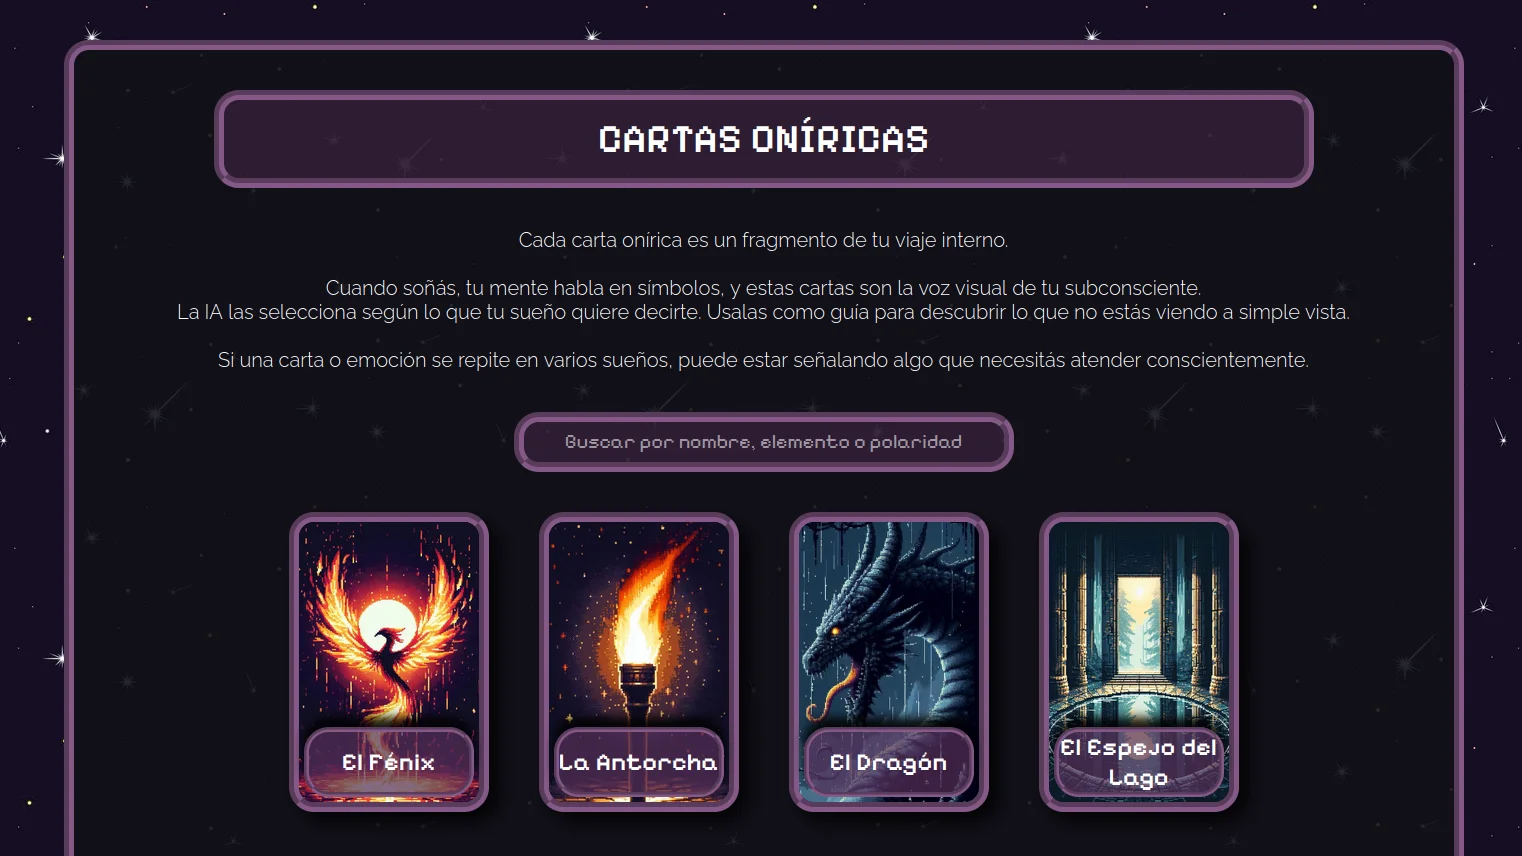 CARTAS ONÍRICAS
Cada carta onírica es un fragmento de tu viaje interno.
Cuando soñás, tu mente habla en símbolos, y estas cartas son la voz visual de tu subconsciente.
La IA las selecciona según lo que tu sueño quiere decirte. Usalas como guía para descubrir lo que no estás viendo a simple vista.
Si una carta o emoción se repite en varios sueños, puede estar señalando algo que necesitás atender conscientemente.
Buscar por nombre, elemento o polaridad
El Fénix
La Antorcha
El Dragón
El Espejo del
Lago